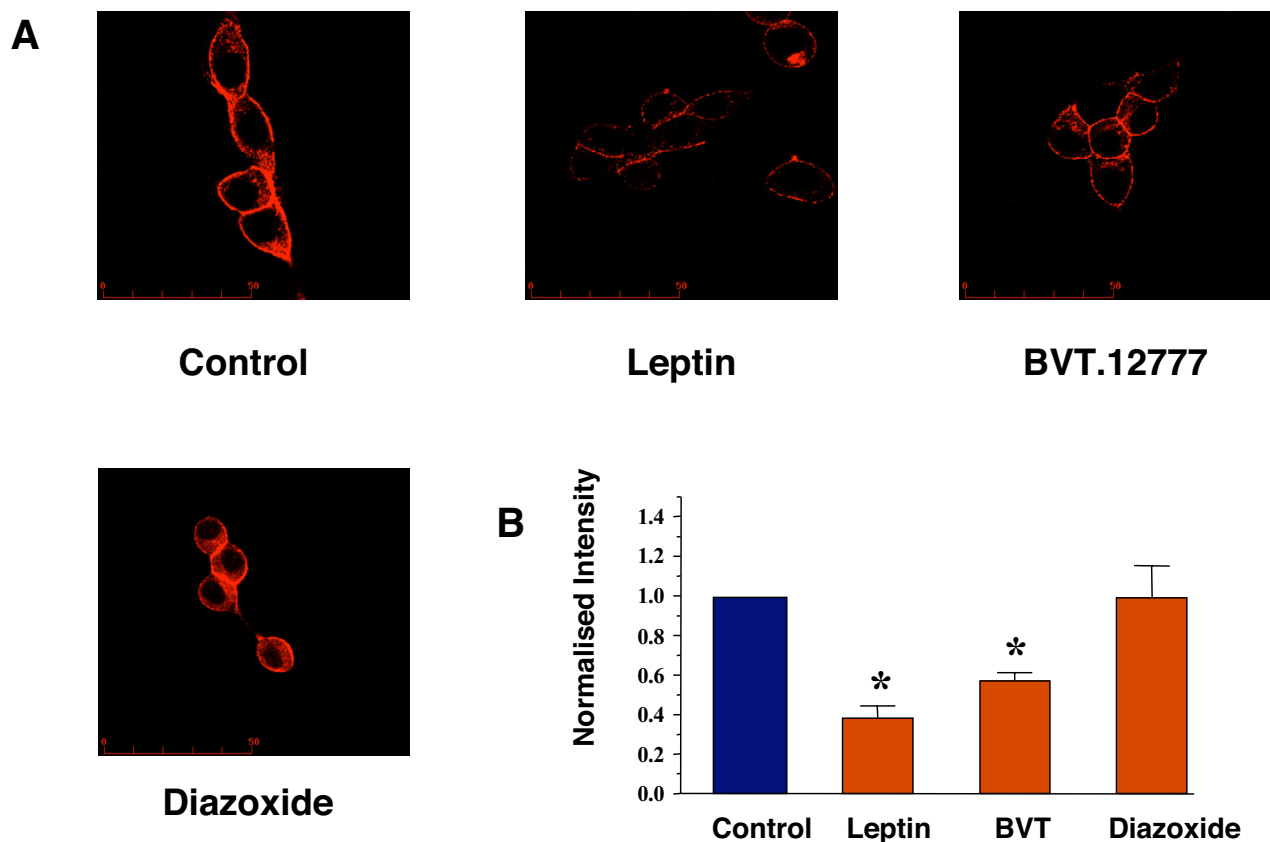 A
0 50
0 50
0 50
Control
Leptin
BVT.12777
0 50
Diazoxide
B
Normalised Intensity
1.4
1.2
1.0
0.8
0.6
0.4
0.2
0.0
*
*
Control Leptin BVT Diazoxide